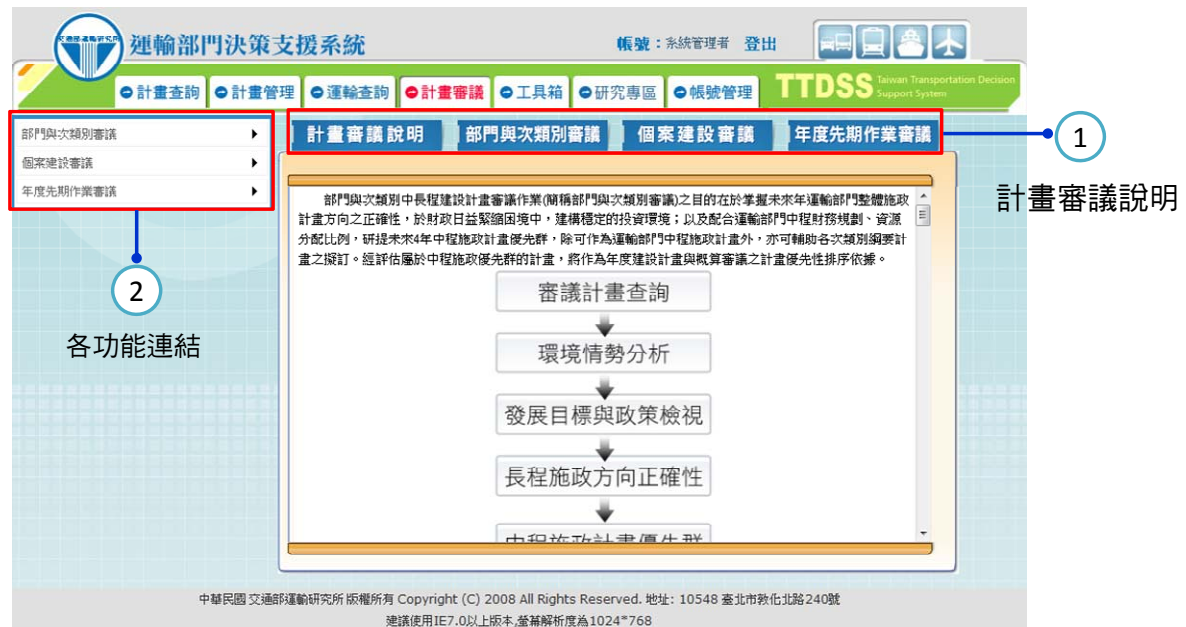 交通部運輸研究所
運輸部門決策支援系統
帳號：系統管理者 登出
計畫查詢 計畫管理 運輸查詢 計畫審議 工具箱 研究專區 帳號管理
TTDSS Taiwan Transportation Decision
Support System
部門與次類別審議
個案建設審議
年度先期作業審議
計畫審議說明 部門與次類別審議 個案建設審議 年度先期作業審議
1
計畫審議說明
部門與次類別中長程建設計畫審議作業(簡稱部門與次類別審議)之目的在於掌握未來年運輸部門整體施政
計畫方向之正確性，於財政日益緊縮困境中，建構穩定的投資環境；以及配合運輸部門中程財務規劃、資源
分配比例，研提未來4年中程施政計畫優先群，除可作為運輸部門中程施政計畫外，亦可輔助各次類別綱要計
畫之擬訂。經評估屬於中程施政優先群的計畫，將作為年度建設計畫與概算審議之計畫優先性排序依據。
2
各功能連結
審議計畫查詢
環境情勢分析
發展目標與政策檢視
長程施政方向正確性
中程施政計畫優先群
中華民國 交通部運輸研究所 版權所有 Copyright (C) 2008 All Rights Reserved. 地址: 10548 臺北市敦化北路240號
建議使用IE7.0以上版本,螢幕解析度為1024*768